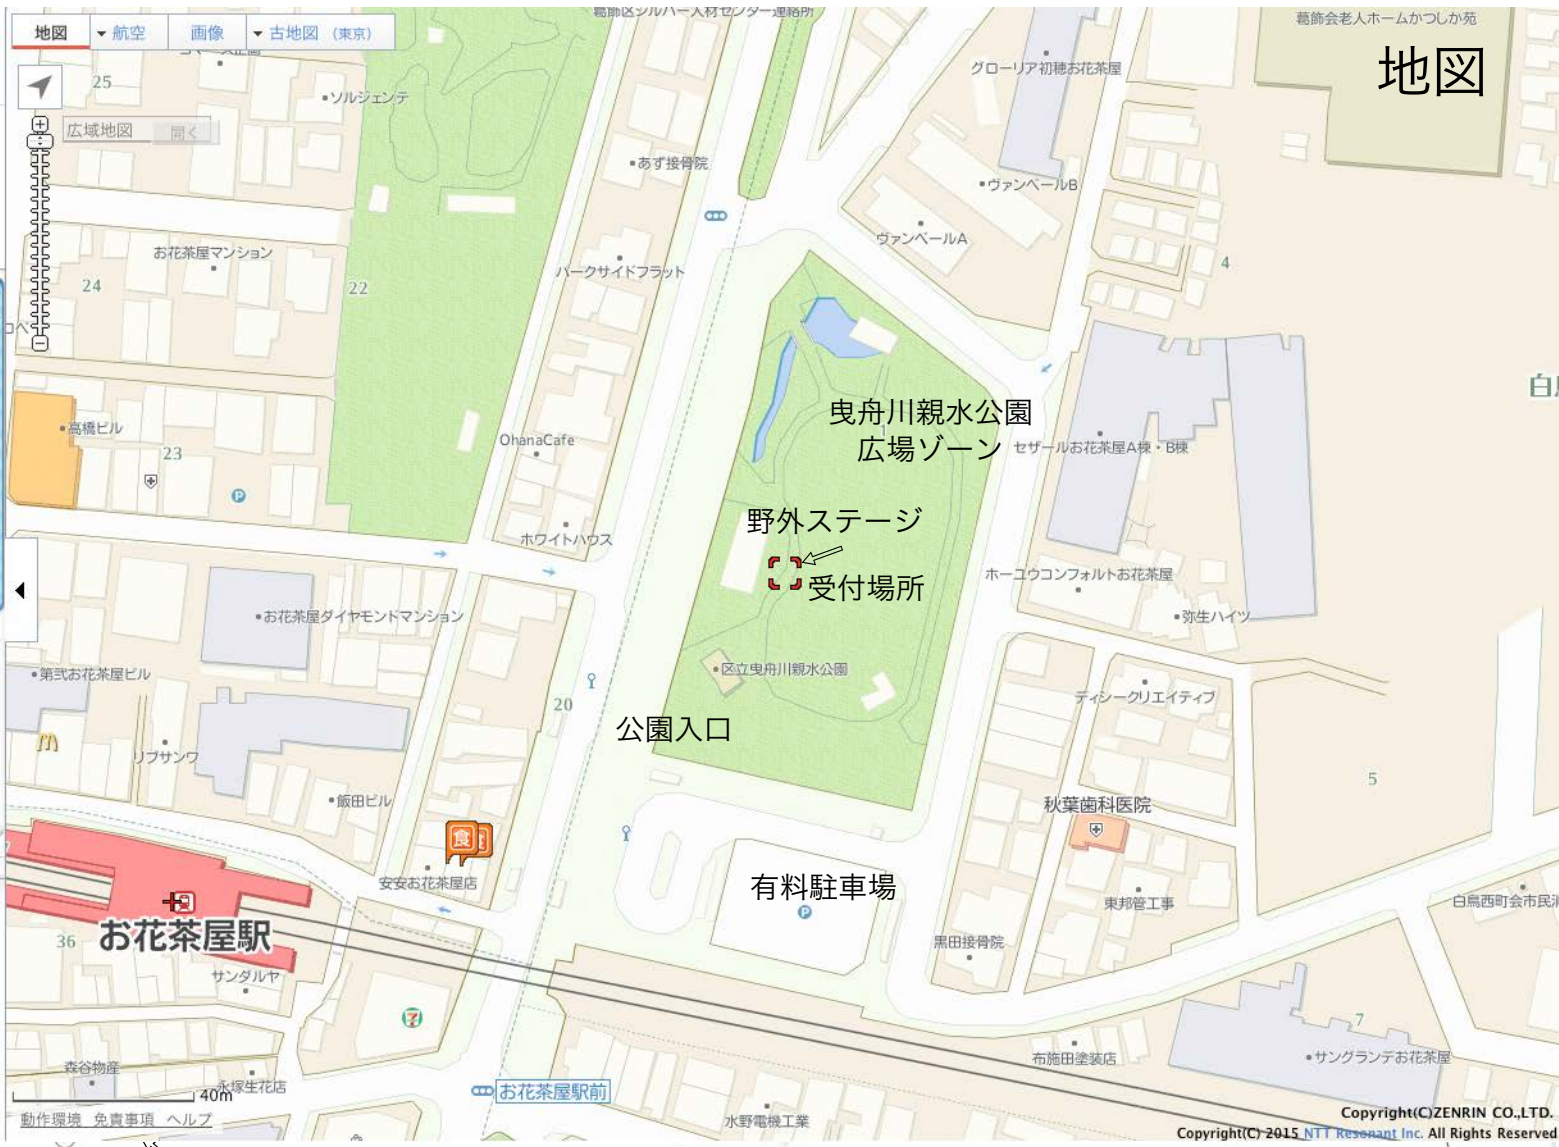 葛飾区シルバー人材センター連絡所
葛飾会老人ホームかつしか苑
地図
航空
画像
古地図 (東京)
地図
25
グローリア初穂お花茶屋
ソルジェンテ
広域地図
開く
あず接骨院
ヴァンベールB
ヴァンベールA
お花茶屋マンション
パークサイドフラット
4
24
22
コベ
曳舟川親水公園
広場ゾーン
1
高橋ビル
OhanaCafe
セザールお花茶屋A棟・B棟
23
P
野外ステージ
ホワイトハウス
受付場所
ホーユウコンフォルトお花茶屋
お花茶屋ダイヤモンドマンション
弥生ハイツ
第弐お花茶屋ビル
区立曳舟川親水公園
20
ディシークリエイティブ
公園入口
リブサンワ
5
飯田ビル
秋葉歯科医院
食
安安お花茶屋店
有料駐車場
P
東邦管工事
お花茶屋駅
36
黒田接骨院
サンダルヤ
7
7
布施田塗装店
サングランデお花茶屋
森谷物産
永塚生花店
40m
お花茶屋駅前
動作環境 免責事項 ヘルプ
水野電機工業
Copyright(C)ZENRIN CO.,LTD.
Copyright(C) 2015 NTT Resonant Inc. All Rights Reserved